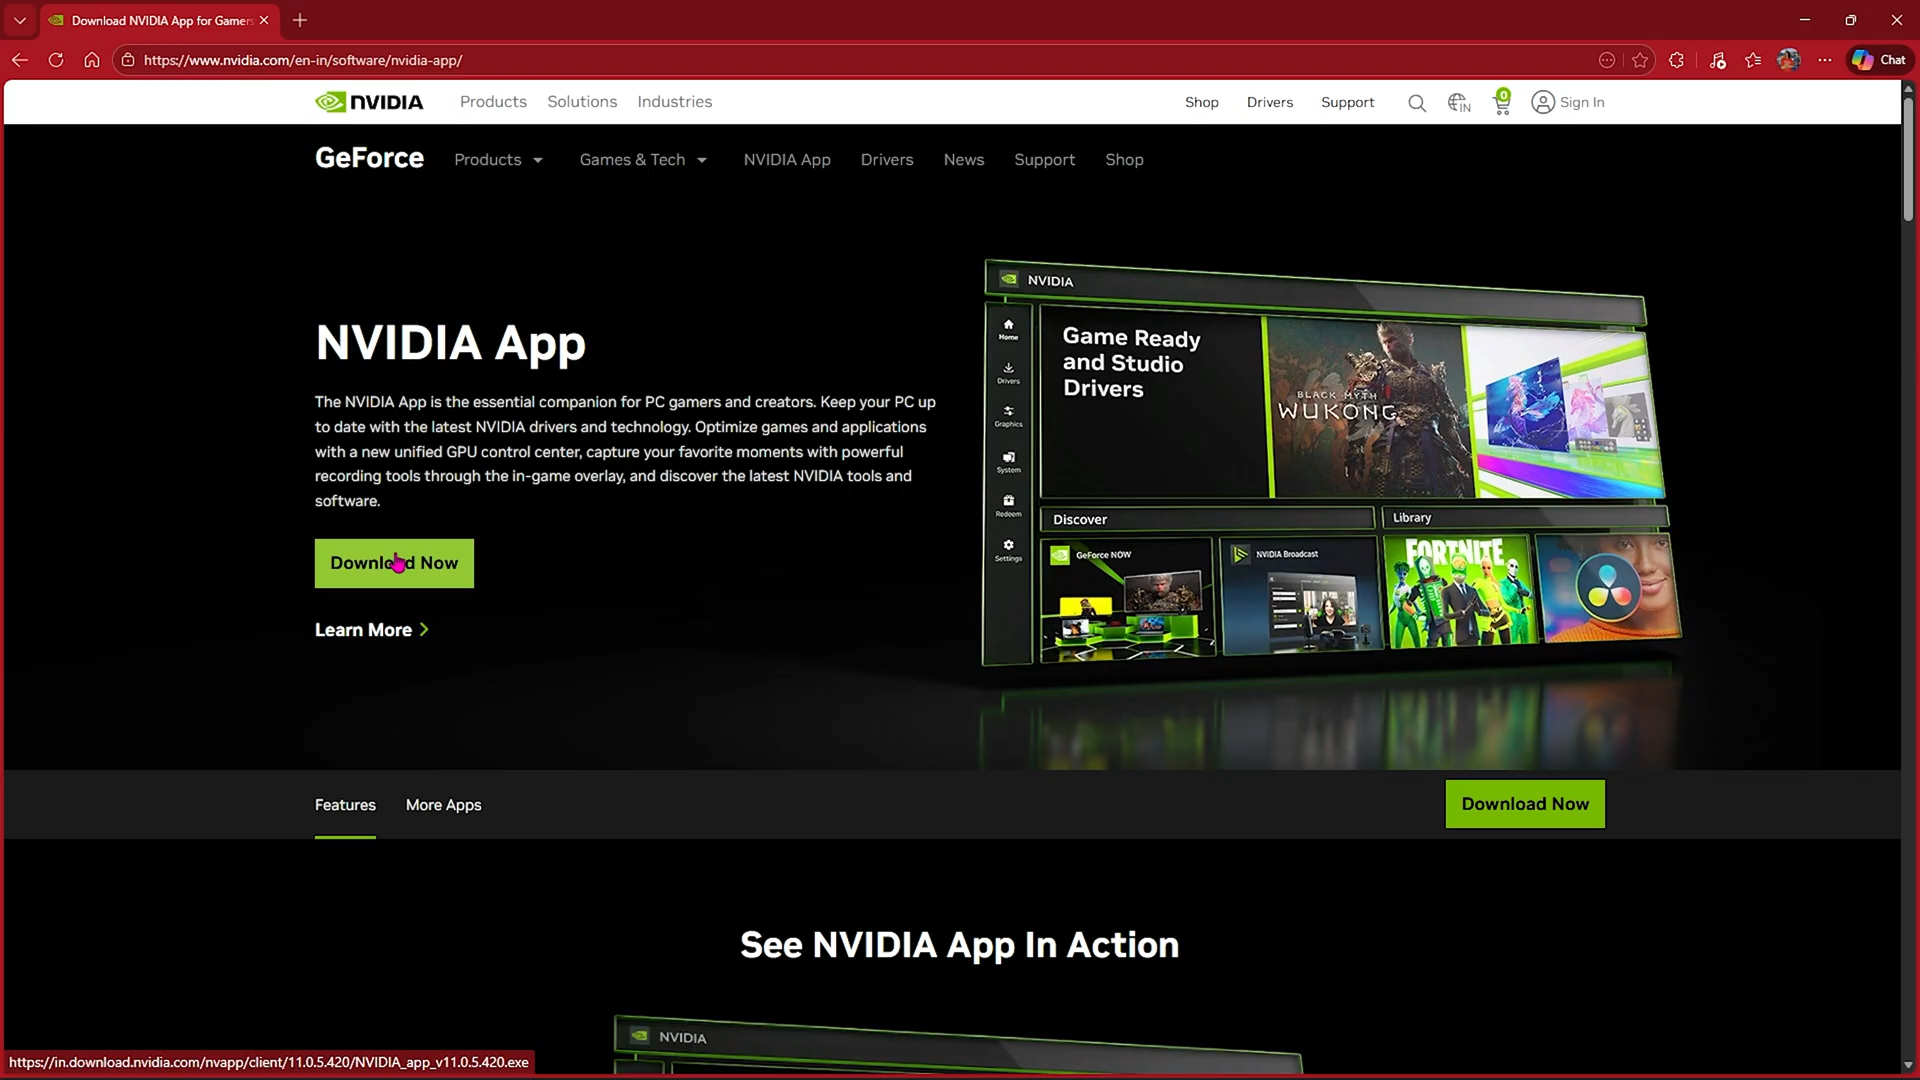 Download NVIDIA App for Gamers
https://www.nvidia.com/en-in/software/nvidia-app/
Chat
NVIDIA
Products
Solutions
Industries
Shop
Drivers
Support
IN
0
Sign In
GeForce
Products
Games & Tech
NVIDIA App
Drivers
News
Support
Shop
NVIDIA App
The NVIDIA App is the essential companion for PC gamers and creators. Keep your PC up
to date with the latest NVIDIA drivers and technology. Optimize games and applications
with a new unified GPU control center, capture your favorite moments with powerful
recording tools through the in-game overlay, and discover the latest NVIDIA tools and
software.
Download Now
Learn More
NVIDIA
Home
Drivers
Graphics
System
Redeem
Settings
Game Ready
and Studio
Drivers
BLACK MYTH
WUKONG
Discover
Library
GeForce NOW
NVIDIA Broadcast
FORTNITE
Features
More Apps
Download Now
See NVIDIA App In Action
NVIDIA
https://in.download.nvidia.com/nvapp/client/11.0.5.420/NVIDIA_app_v11.0.5.420.exe